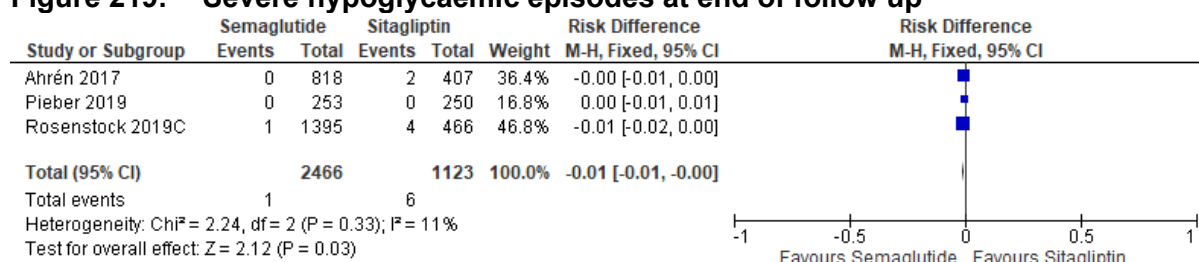 Figure 219: Severe hypoglycaemic episodes at end of follow up
Semaglutide Sitagliptin Risk Difference Risk Difference
Study or Subgroup Events Total Events Total Weight M-H, Fixed, 95% CI M-H, Fixed, 95% CI
Ahrén 2017 0 818 2 407 36.4% -0.00 [-0.01, 0.00]
Pieber 2019 0 253 0 250 16.8% 0.00 [-0.01, 0.01]
Rosenstock 2019C 1 1395 4 466 46.8% -0.01 [-0.02, 0.00]
Total (95% CI) 2466 1123 100.0% -0.01 [-0.01, -0.00]
Total events 1 6
Heterogeneity: Chi² = 2.24, df = 2 (P = 0.33); I² = 11%
Test for overall effect: Z = 2.12 (P = 0.03)
-1 -0.5 0 0.5 1
Favours Semaglutide Favours Sitagliptin